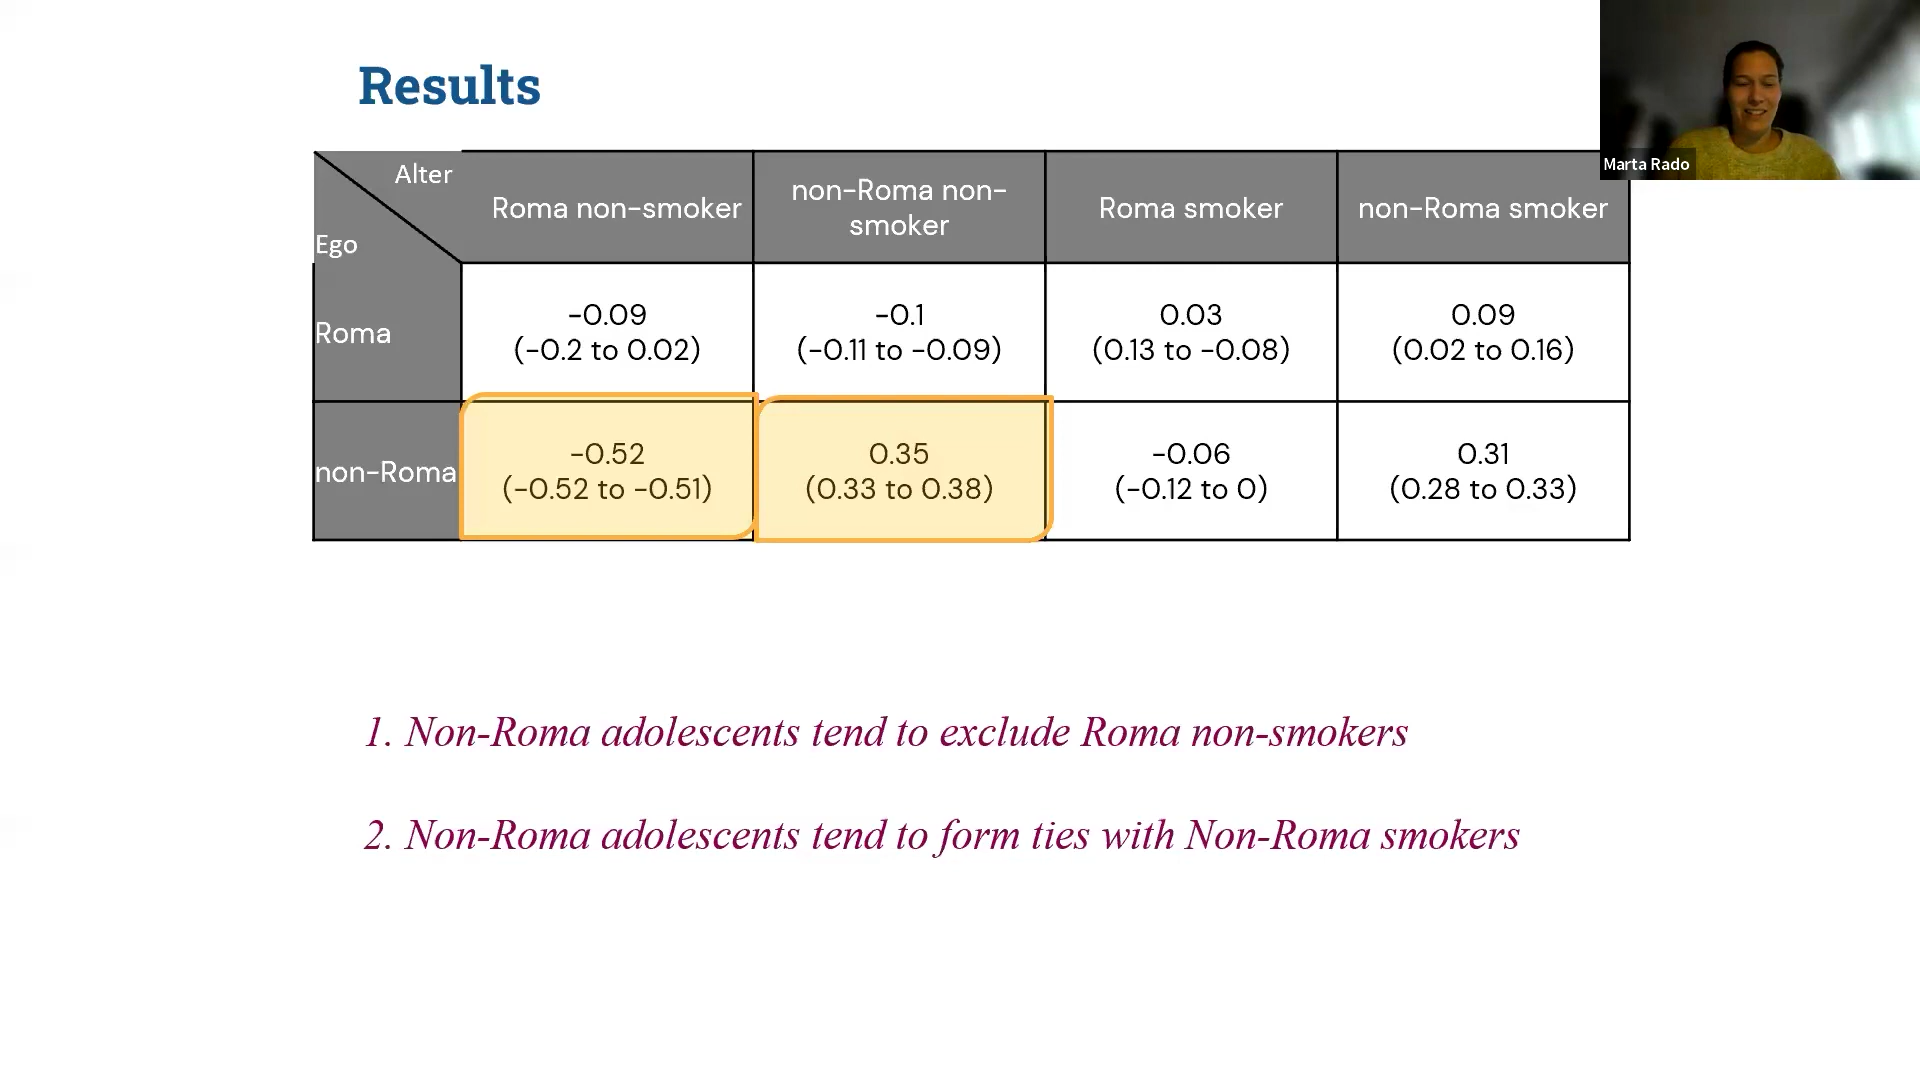 Results
Marta Rado
Alter
Ego
Roma non-smoker
non-Roma non-
smoker
Roma smoker
non-Roma smoker
Roma
-0.09
(-0.2 to 0.02)
-0.1
(-0.11 to -0.09)
0.03
(0.13 to -0.08)
0.09
(0.02 to 0.16)
non-Roma
-0.52
(-0.52 to -0.51)
0.35
(0.33 to 0.38)
-0.06
(-0.12 to 0)
0.31
(0.28 to 0.33)
1. Non-Roma adolescents tend to exclude Roma non-smokers
2. Non-Roma adolescents tend to form ties with Non-Roma smokers